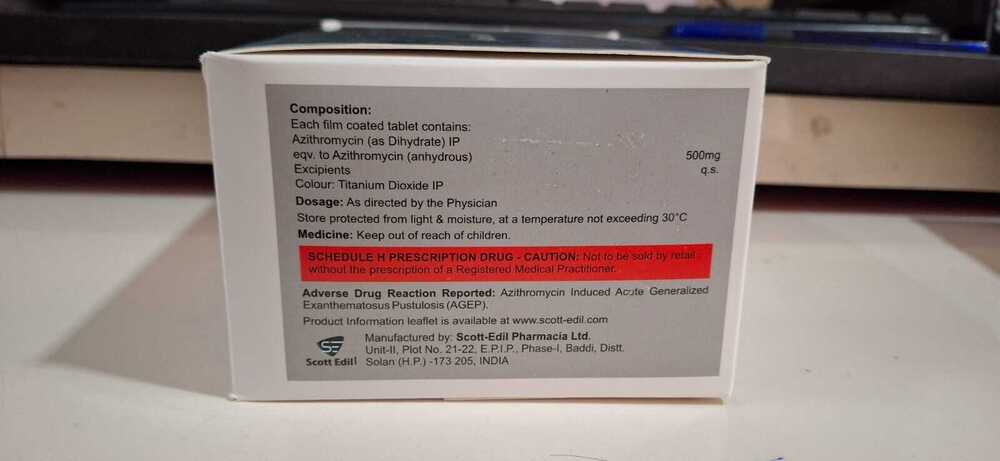 Composition:
Each film coated tablet contains:
Azithromycin (as Dihydrate) IP
eqv. to Azithromycin (anhydrous) 500mg
Excipients q.s.
Colour: Titanium Dioxide IP
Dosage: As directed by the Physician
Store protected from light & moisture, at a temperature not exceeding 30°C
Medicine: Keep out of reach of children.
SCHEDULE H PRESCRIPTION DRUG - CAUTION: Not to be sold by retail
without the prescription of a Registered Medical Practitioner.
Adverse Drug Reaction Reported: Azithromycin Induced Acute Generalized
Exanthematosus Pustulosis (AGEP).
Product Information leaflet is available at www.scott-edil.com
Manufactured by: Scott-Edil Pharmacia Ltd.
Unit-II, Plot No. 21-22, E.P.I.P., Phase-I, Baddi, Distt.
Solan (H.P.) -173 205, INDIA
SE
Scott Edil